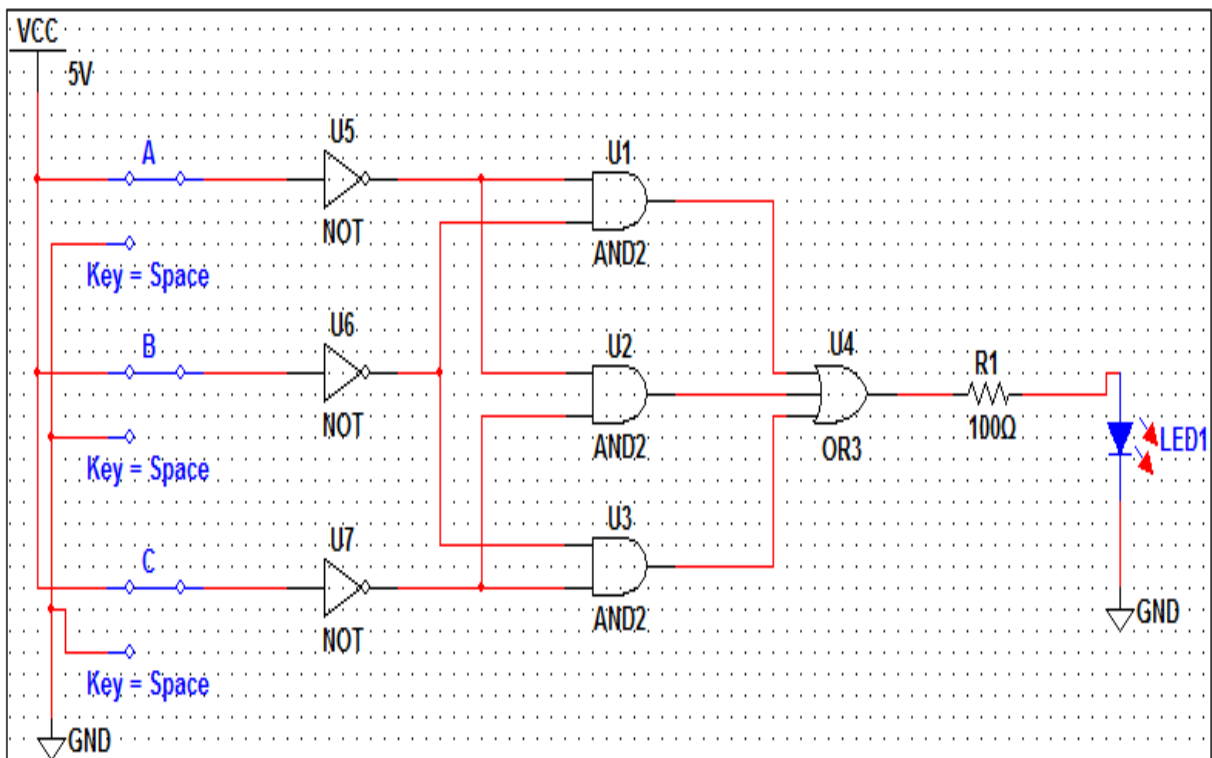 VCC
5V
A
U5
NOT
U1
AND2
Key = Space
B
U6
NOT
U2
AND2
U4
OR3
R1
100Ω
LED1
Key = Space
C
U7
NOT
U3
AND2
GND
Key = Space
GND